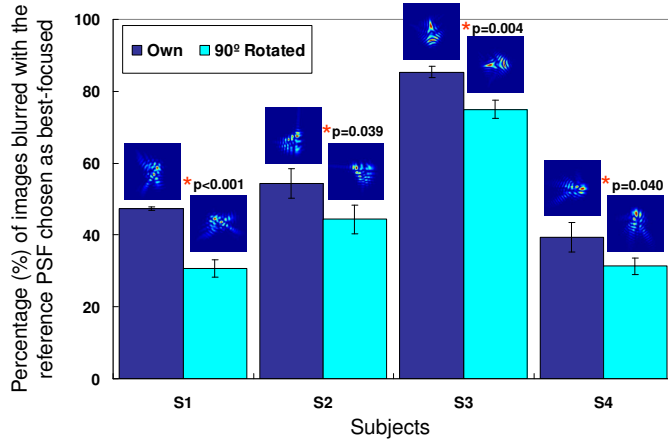 Percentage (%) of images blurred with the
reference PSF chosen as best-focused
100
80
60
40
20
0
Own
90º Rotated
* p<0.001
* p=0.039
* p=0.004
* p=0.040
S1
S2
S3
S4
Subjects